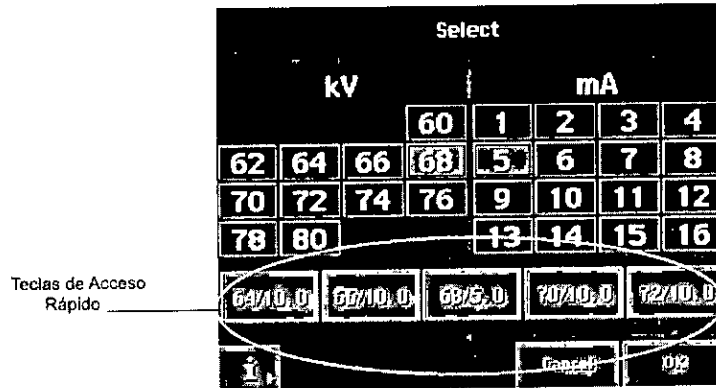 Select
kV mA
60 1 2 3 4
62 64 66 68 5 6 7 8
70 72 74 76 9 10 11 12
78 80 13 14 15 16
Teclas de Acceso
Rápido
64/10.0 66/10.0 68/5.0 70/10.0 72/10.0
i Cancel OK